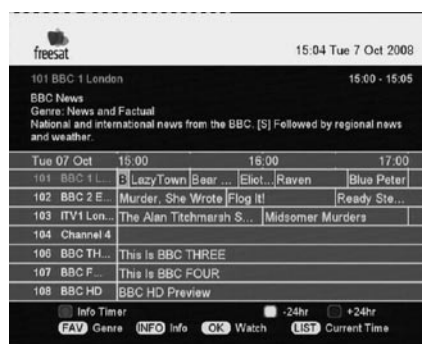 freesat
15:04 Tue 7 Oct 2008
101 BBC 1 London 15:00 - 15:05
BBC News
Genre: News and Factual
National and international news from the BBC. [S] Followed by regional news
and weather.
Tue 07 Oct 15:00 16:00 17:00
101 BBC 1 L... B LazyTown Bear ... Eliot... Raven Blue Peter
102 BBC 2 E... Murder, She Wrote Flog It! Ready Ste...
103 ITV1 Lon... The Alan Titchmarsh S... Midsomer Murders
104 Channel 4
106 BBC TH... This Is BBC THREE
107 BBC F... This Is BBC FOUR
108 BBC HD BBC HD Preview
Info Timer -24hr +24hr
FAV Genre INFO Info OK Watch LIST Current Time